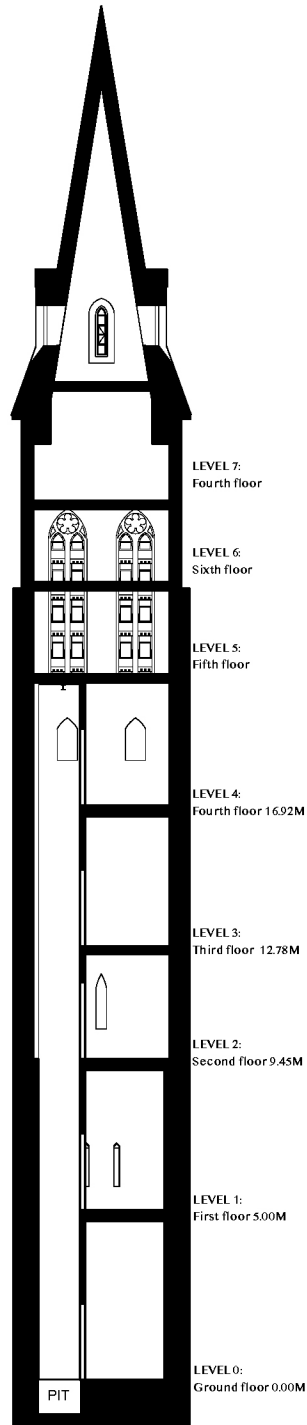 LEVEL 7:
Fourth floor
LEVEL 6:
Sixth floor
LEVEL 5:
Fifth floor
LEVEL 4:
Fourth floor 16.92M
LEVEL 3:
Third floor 12.78M
LEVEL 2:
Second floor 9.45M
LEVEL 1:
First floor 5.00M
LEVEL 0:
Ground floor 0.00M
PIT